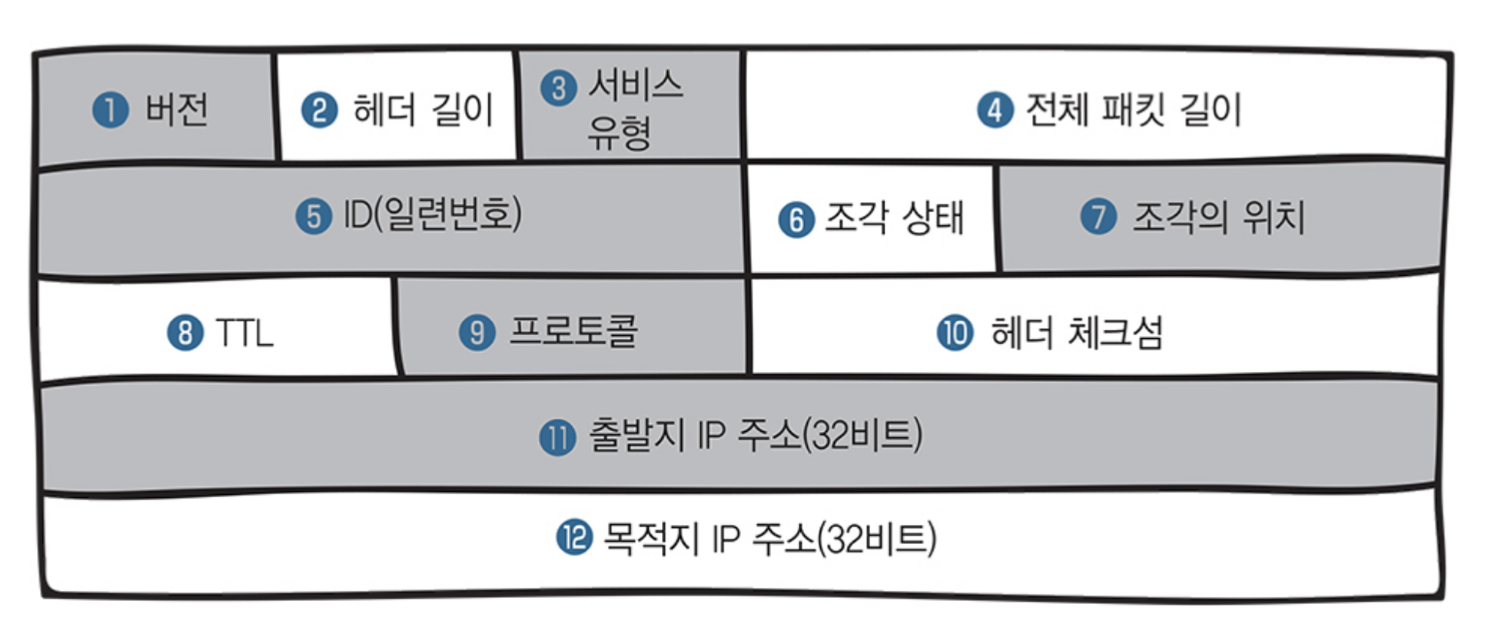 ❶ 버전
❷ 헤더 길이
❸ 서비스
유형
❹ 전체 패킷 길이
❺ ID(일련번호)
❻ 조각 상태
❼ 조각의 위치
❽ TTL
❾ 프로토콜
❿ 헤더 체크섬
⓫ 출발지 IP 주소(32비트)
⓬ 목적지 IP 주소(32비트)